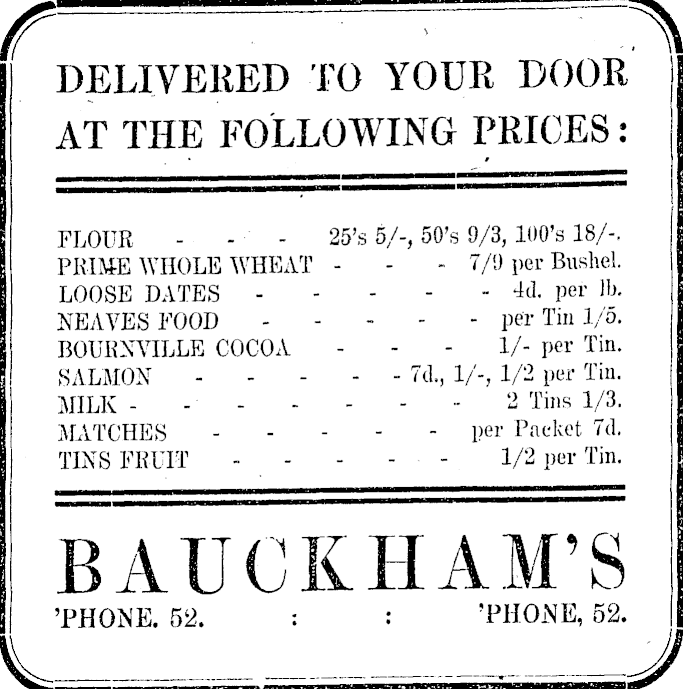 DELIVERED TO YOUR DOOR
AT THE FOLLOWING PRICES:
FLOUR - - - 25's 5/-, 50's 9/3, 100's 18/-.
PRIME WHOLE WHEAT - - - 7/9 per Bushel.
LOOSE DATES - - - - - 4d. per lb.
NEAVES FOOD - - - - - per Tin 1/5.
BOURNVILLE COCOA - - - 1/- per Tin.
SALMON - - - - - 7d., 1/-, 1/2 per Tin.
MILK - - - - - - - 2 Tins 1/3.
MATCHES - - - - - per Packet 7d.
TINS FRUIT - - - - - 1/2 per Tin.
BAUCKHAM'S
'PHONE. 52. : : 'PHONE, 52.